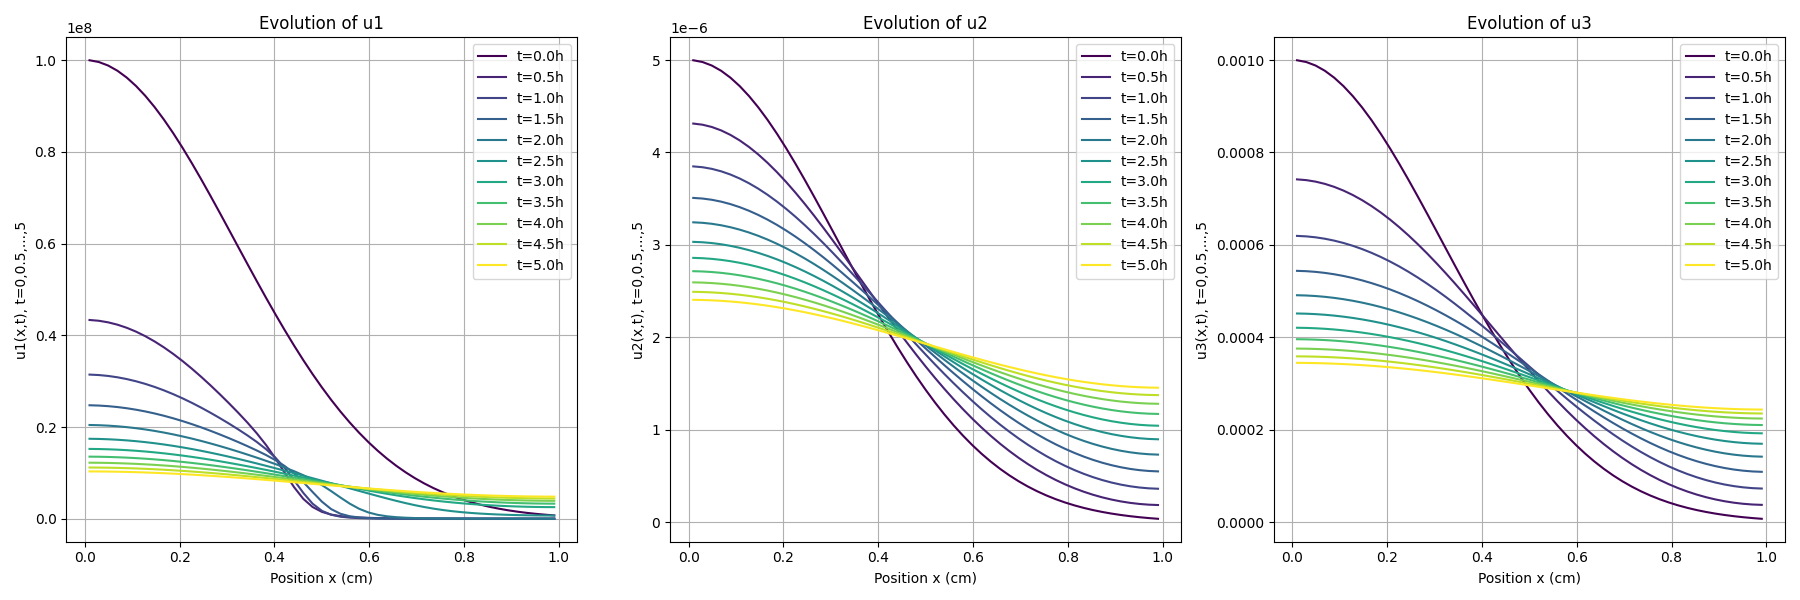 Evolution of u1
1e8
u1(x,t), t=0,0.5,...,5
1.0
0.8
0.6
0.4
0.2
0.0
0.0 0.2 0.4 0.6 0.8 1.0
Position x (cm)
t=0.0h
t=0.5h
t=1.0h
t=1.5h
t=2.0h
t=2.5h
t=3.0h
t=3.5h
t=4.0h
t=4.5h
t=5.0h
Evolution of u2
1e−6
u2(x,t), t=0,0.5,...,5
5
4
3
2
1
0
0.0 0.2 0.4 0.6 0.8 1.0
Position x (cm)
t=0.0h
t=0.5h
t=1.0h
t=1.5h
t=2.0h
t=2.5h
t=3.0h
t=3.5h
t=4.0h
t=4.5h
t=5.0h
Evolution of u3
u3(x,t), t=0,0.5,...,5
0.0010
0.0008
0.0006
0.0004
0.0002
0.0000
0.0 0.2 0.4 0.6 0.8 1.0
Position x (cm)
t=0.0h
t=0.5h
t=1.0h
t=1.5h
t=2.0h
t=2.5h
t=3.0h
t=3.5h
t=4.0h
t=4.5h
t=5.0h